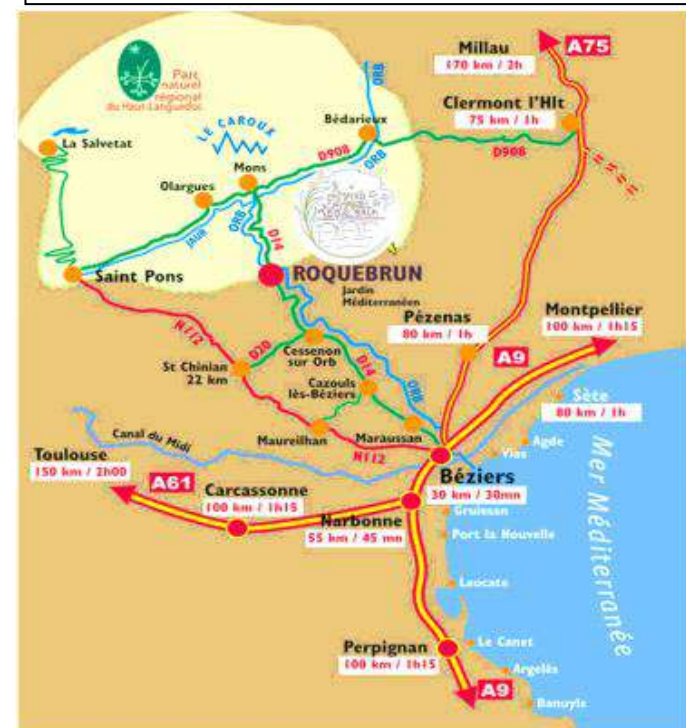 Millau
170 km / 2h
A75
Parc
naturel
régional
du Haut-Languedoc
ORB
Clermont l'Hlt
75 km / 1h
La Salvetat
LE CAROUX
Bédarieux
D908
ORB
D908
Mons
Olargues
JAUR
ORB
D14
Saint Pons
ROQUEBRUN
Jardin
Méditerranéen
Pézenas
80 km / 1h
Montpellier
100 km / 1h15
A9
N112
D20
Cessenon
sur Orb
D14
ORB
St Chinian
22 km
Cazouls
lès-Béziers
Sète
80 km / 1h
Canal du Midi
Maureilhan
Maraussan
N112
Agde
Vias
Toulouse
150 km / 2h00
A61
Béziers
30 km / 30mn
Carcassonne
100 km / 1h15
Narbonne
55 km / 45 mn
Gruissan
Port la Nouvelle
Mer Méditerranée
Leocate
Perpignan
100 km / 1h15
Le Canet
Argelès
A9
Banuyls